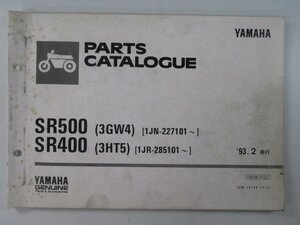 YAMAHA
PARTS
CATALOGUE
SR500 (3GW4) [1JN-227101~]
SR400 (3HT5) [1JR-285101~]
'93.2 発行
YAMAHA
GENUINE